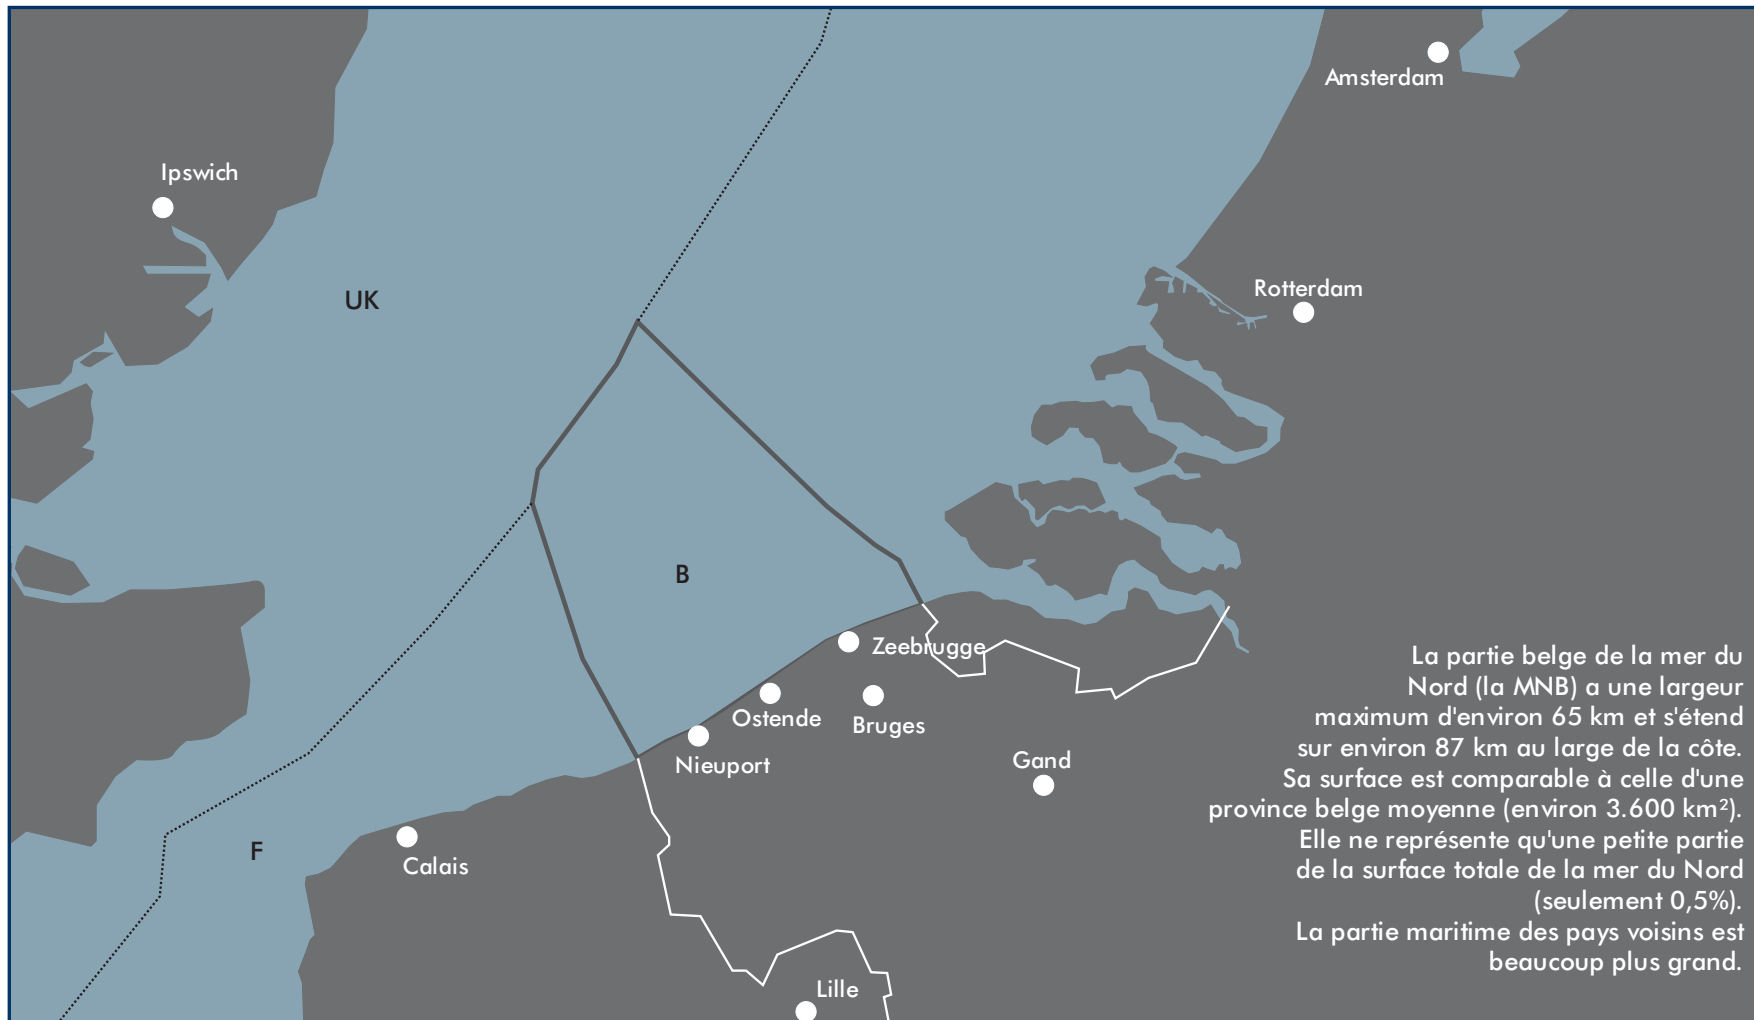 Amsterdam
Ipswich
Rotterdam
UK
B
Zeebrugge
Ostende
Bruges
Nieuport
Gand
F
Calais
Lille
La partie belge de la mer du
Nord (la MNB) a une largeur
maximum d'environ 65 km et s'étend
sur environ 87 km au large de la côte.
Sa surface est comparable à celle d'une
province belge moyenne (environ 3.600 km²).
Elle ne représente qu'une petite partie
de la surface totale de la mer du Nord
(seulement 0,5%).
La partie maritime des pays voisins est
beaucoup plus grand.